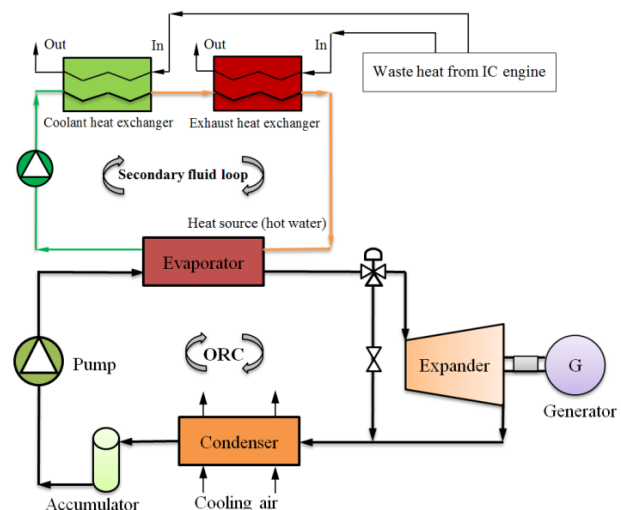 Out
In
Out
In
Waste heat from IC engine
Coolant heat exchanger
Exhaust heat exchanger
Secondary fluid loop
Heat source (hot water)
Evaporator
Pump
ORC
Expander
G
Generator
Condenser
Accumulator
Cooling air